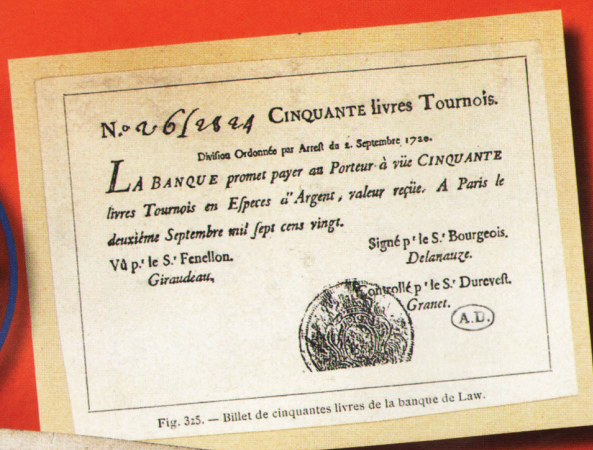 N.º 2612824 CINQUANTE livres Tournois.
Division Ordonnée par Arrest du 2. Septembre 1720.
LA BANQUE promet payer au Porteur à vüe CINQUANTE
livres Tournois en Especes d'Argent, valeur reçüe. A Paris le
deuxiéme Septembre mil sept cens vingt.
Vû p.r le S.r Fenellon.
Giraudeau.
Signé p.r le S.r Bourgeois.
Delanauze.
Controllé p.r le S.r Durevest.
Granet.
A.D.
Fig. 325. — Billet de cinquantes livres de la banque de Law.